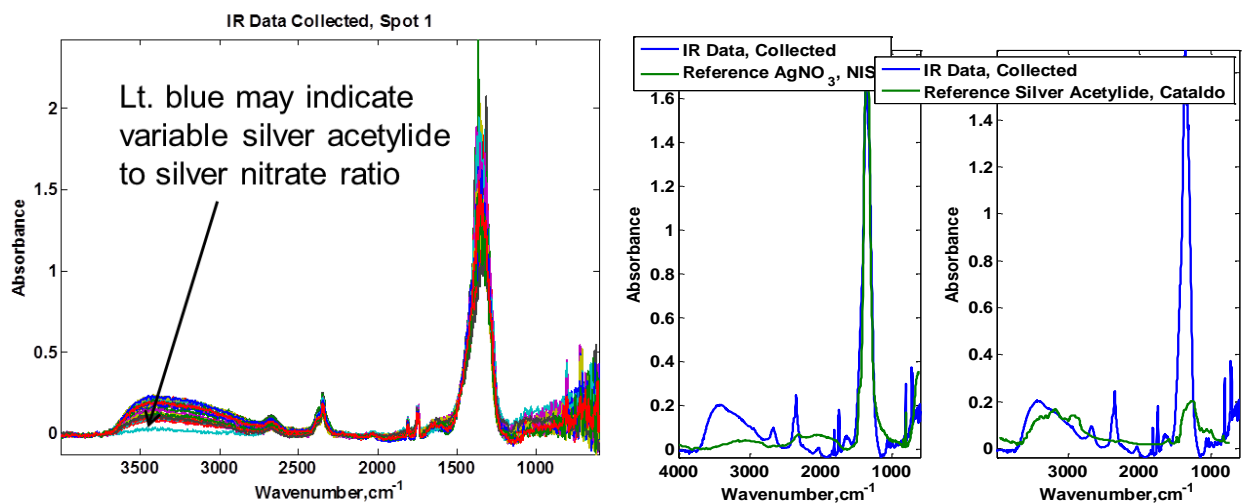 IR Data Collected, Spot 1
Lt. blue may indicate
variable silver acetylide
to silver nitrate ratio
2
1.5
1
0.5
0
Absorbance
3500 3000 2500 2000 1500 1000
Wavenumber,cm-1
IR Data, Collected
Reference AgNO3, NIS
1.6
1.4
1.2
1
0.8
0.6
0.4
0.2
0
Absorbance
4000 3000 2000 1000
Wavenumber,cm-1
IR Data, Collected
Reference Silver Acetylide, Cataldo
1.4
1.2
1
0.8
0.6
0.4
0.2
0
Absorbance
3000 2000 1000
Wavenumber,cm-1